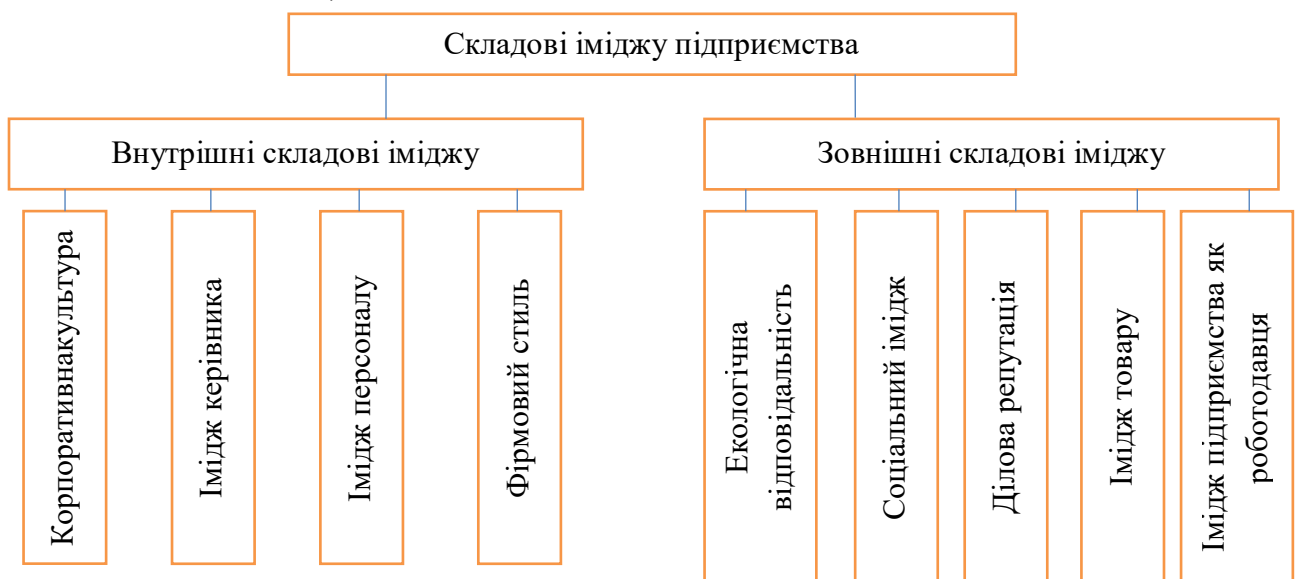 Складові іміджу підприємства
Внутрішні складові іміджу
Зовнішні складові іміджу
Корпоративнакультура
Імідж керівника
Імідж персоналу
Фірмовий стиль
Екологічна
відповідальність
Соціальний імідж
Ділова репутація
Імідж товару
Імідж підприємства як
роботодавця